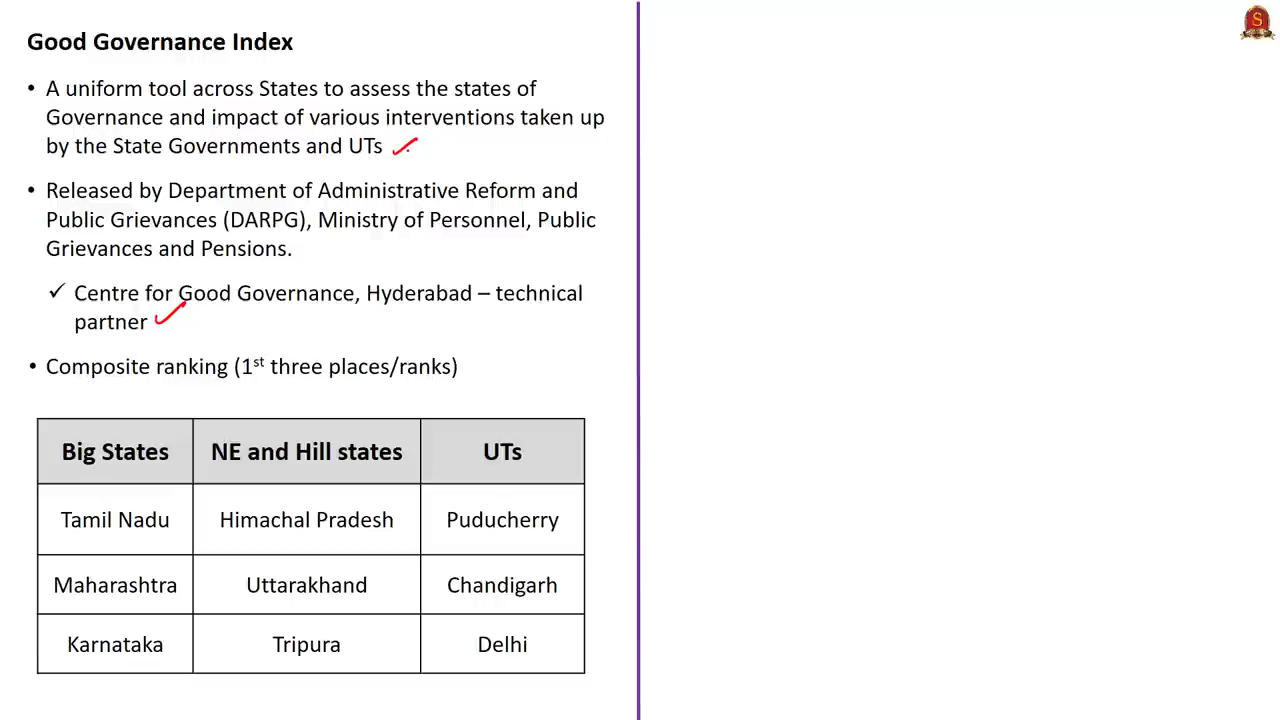 Good Governance Index
• A uniform tool across States to assess the states of
Governance and impact of various interventions taken up
by the State Governments and UTs
• Released by Department of Administrative Reform and
Public Grievances (DARPG), Ministry of Personnel, Public
Grievances and Pensions.
✓ Centre for Good Governance, Hyderabad – technical
partner
• Composite ranking (1st three places/ranks)
Big States NE and Hill states UTs
Tamil Nadu Himachal Pradesh Puducherry
Maharashtra Uttarakhand Chandigarh
Karnataka Tripura Delhi
S